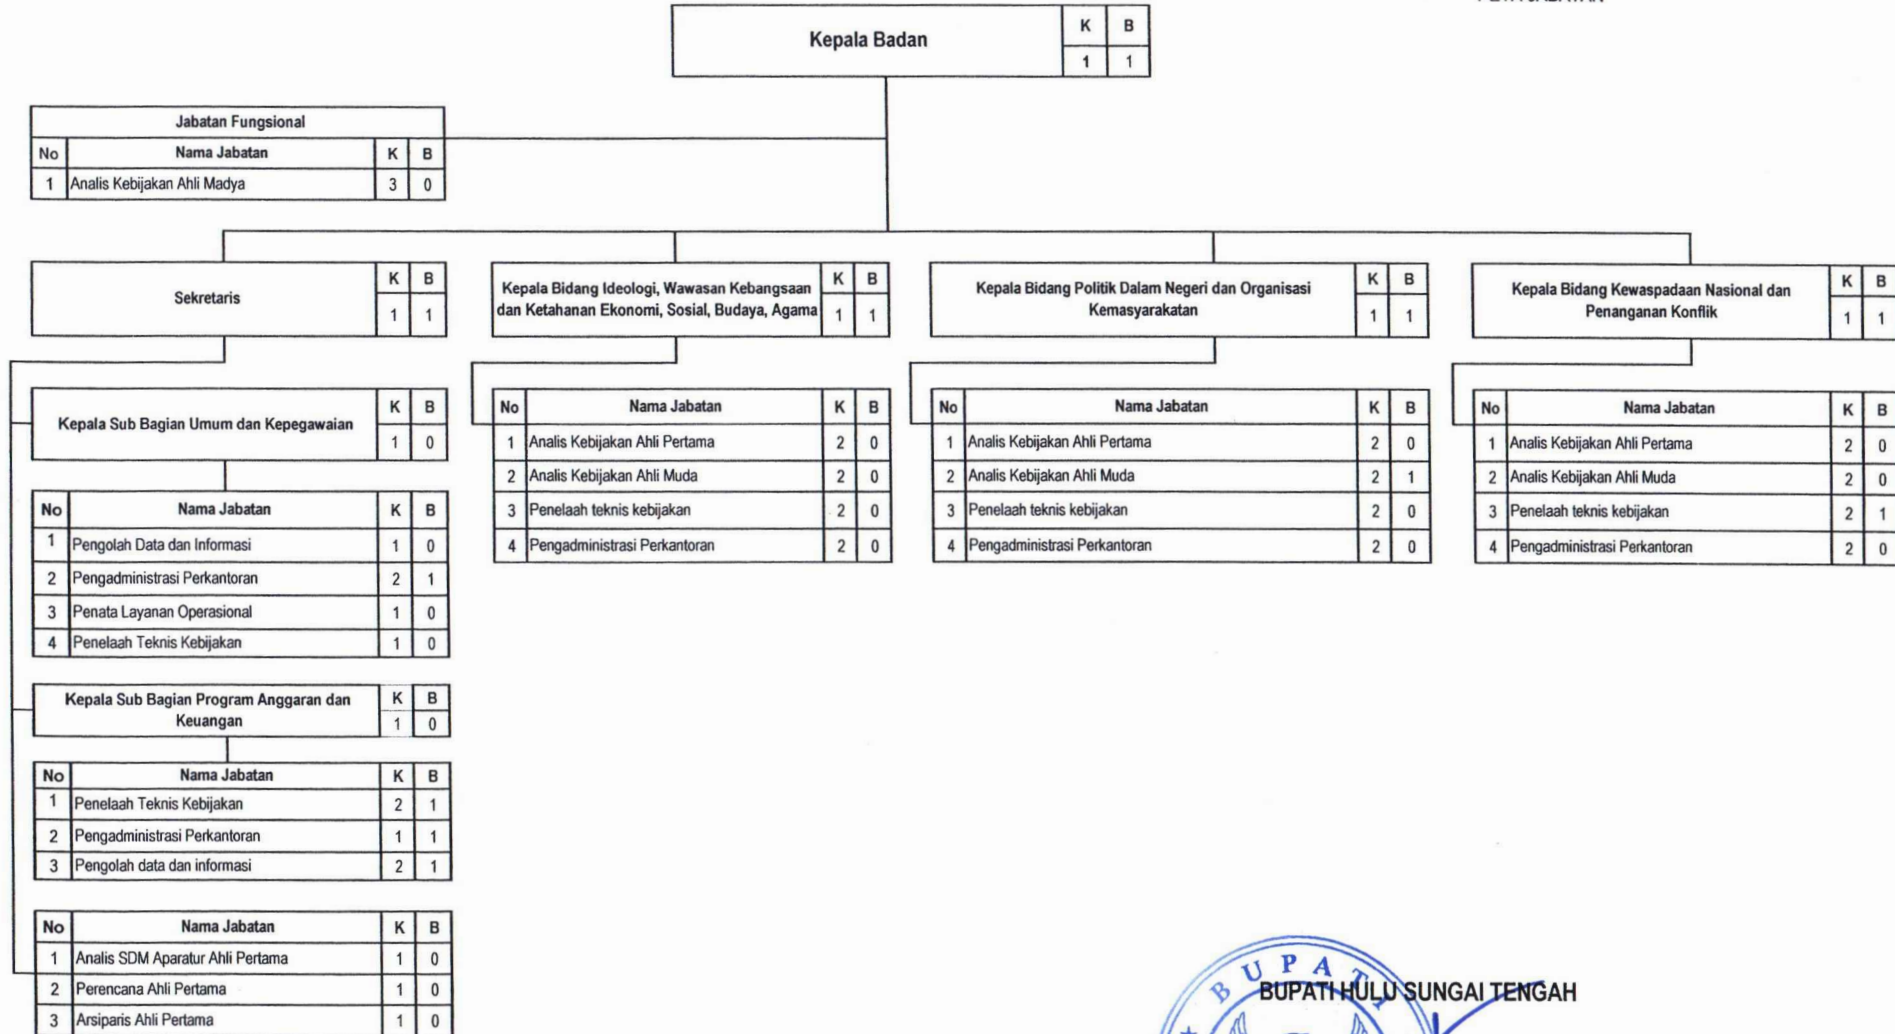 PETA JABATAN
Kepala Badan
K B
1 1
Jabatan Fungsional
No Nama Jabatan K B
1 Analis Kebijakan Ahli Madya 3 0
Sekretaris
K B
1 1
Kepala Bidang Ideologi, Wawasan Kebangsaan
dan Ketahanan Ekonomi, Sosial, Budaya, Agama
K B
1 1
Kepala Bidang Politik Dalam Negeri dan Organisasi
Kemasyarakatan
K B
1 1
Kepala Bidang Kewaspadaan Nasional dan
Penanganan Konflik
K B
1 1
Kepala Sub Bagian Umum dan Kepegawaian
K B
1 0
No Nama Jabatan K B
1 Pengolah Data dan Informasi 1 0
2 Pengadministrasi Perkantoran 2 1
3 Penata Layanan Operasional 1 0
4 Penelaah Teknis Kebijakan 1 0
Kepala Sub Bagian Program Anggaran dan
Keuangan
K B
1 0
No Nama Jabatan K B
1 Penelaah Teknis Kebijakan 2 1
2 Pengadministrasi Perkantoran 1 1
3 Pengolah data dan informasi 2 1
No Nama Jabatan K B
1 Analis SDM Aparatur Ahli Pertama 1 0
2 Perencana Ahli Pertama 1 0
3 Arsiparis Ahli Pertama 1 0
No Nama Jabatan K B
1 Analis Kebijakan Ahli Pertama 2 0
2 Analis Kebijakan Ahli Muda 2 0
3 Penelaah teknis kebijakan 2 0
4 Pengadministrasi Perkantoran 2 0
No Nama Jabatan K B
1 Analis Kebijakan Ahli Pertama 2 0
2 Analis Kebijakan Ahli Muda 2 1
3 Penelaah teknis kebijakan 2 0
4 Pengadministrasi Perkantoran 2 0
No Nama Jabatan K B
1 Analis Kebijakan Ahli Pertama 2 0
2 Analis Kebijakan Ahli Muda 2 0
3 Penelaah teknis kebijakan 2 1
4 Pengadministrasi Perkantoran 2 0
BUPATI
BUPATI HULU SUNGAI TENGAH